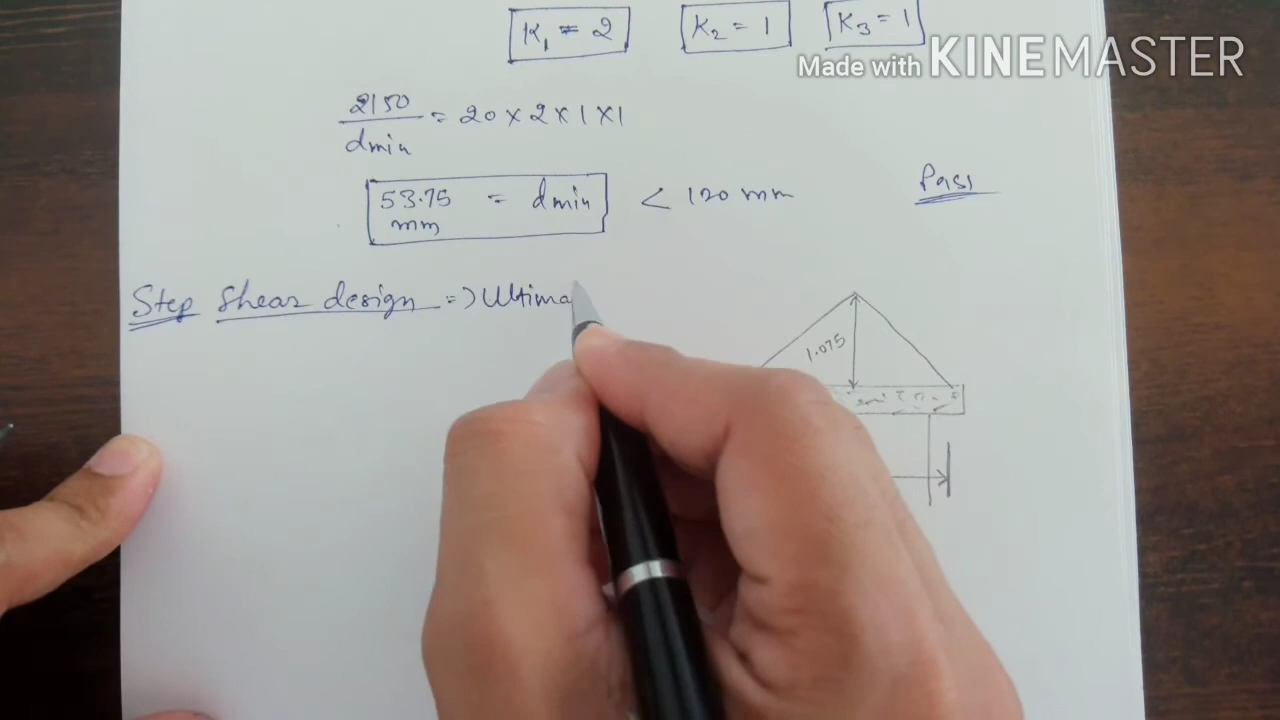 K₁ = 2 K₂ = 1 K₃ = 1
Made with KINEMASTER
2150
dmin = 20 × 2 × 1 × 1
53.75 mm = dmin < 120 mm Pass
Step Shear design => Ultima
1.075